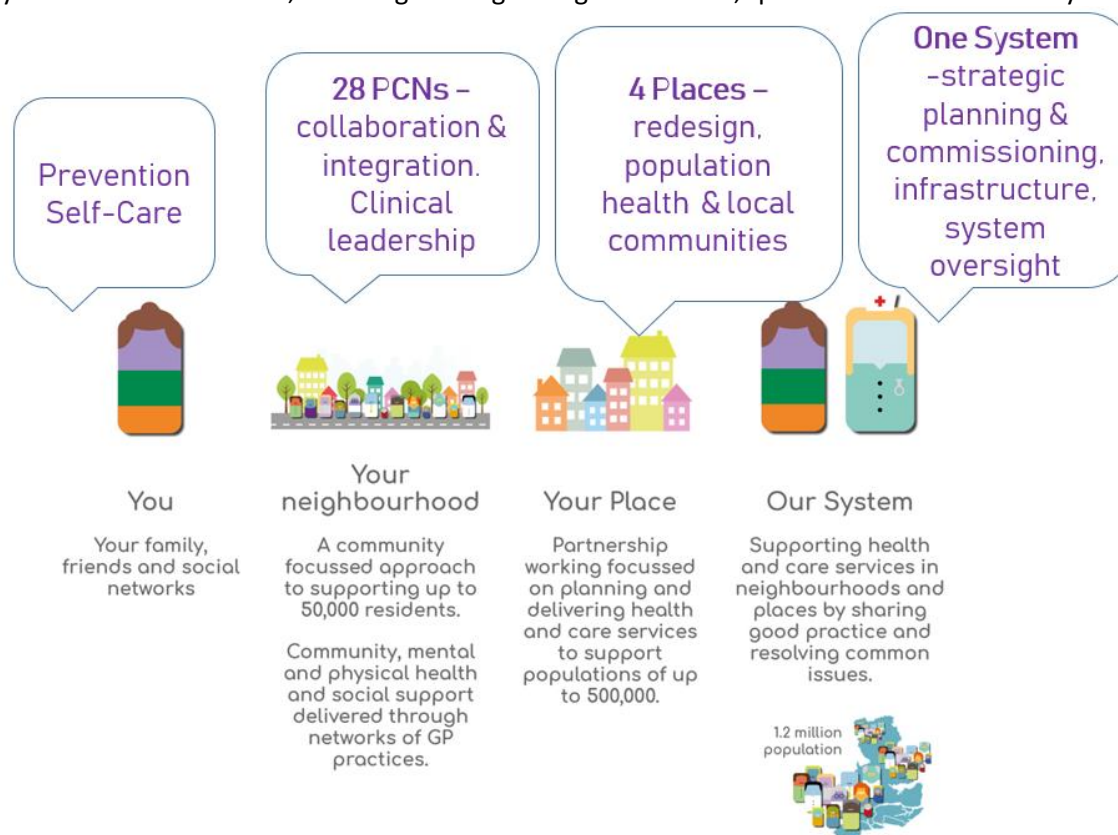 Prevention
Self-Care
28 PCNs –
collaboration &
integration.
Clinical
leadership
4 Places –
redesign,
population
health & local
communities
One System
-strategic
planning &
commissioning,
infrastructure,
system
oversight
You
Your family,
friends and social
networks
Your
neighbourhood
A community
focussed approach
to supporting up to
50,000 residents.
Community, mental
and physical health
and social support
delivered through
networks of GP
practices.
Your Place
Partnership
working focussed
on planning and
delivering health
and care services
to support
populations of up
to 500,000.
Our System
Supporting health
and care services in
neighbourhoods and
places by sharing
good practice and
resolving common
issues.
1.2 million
population